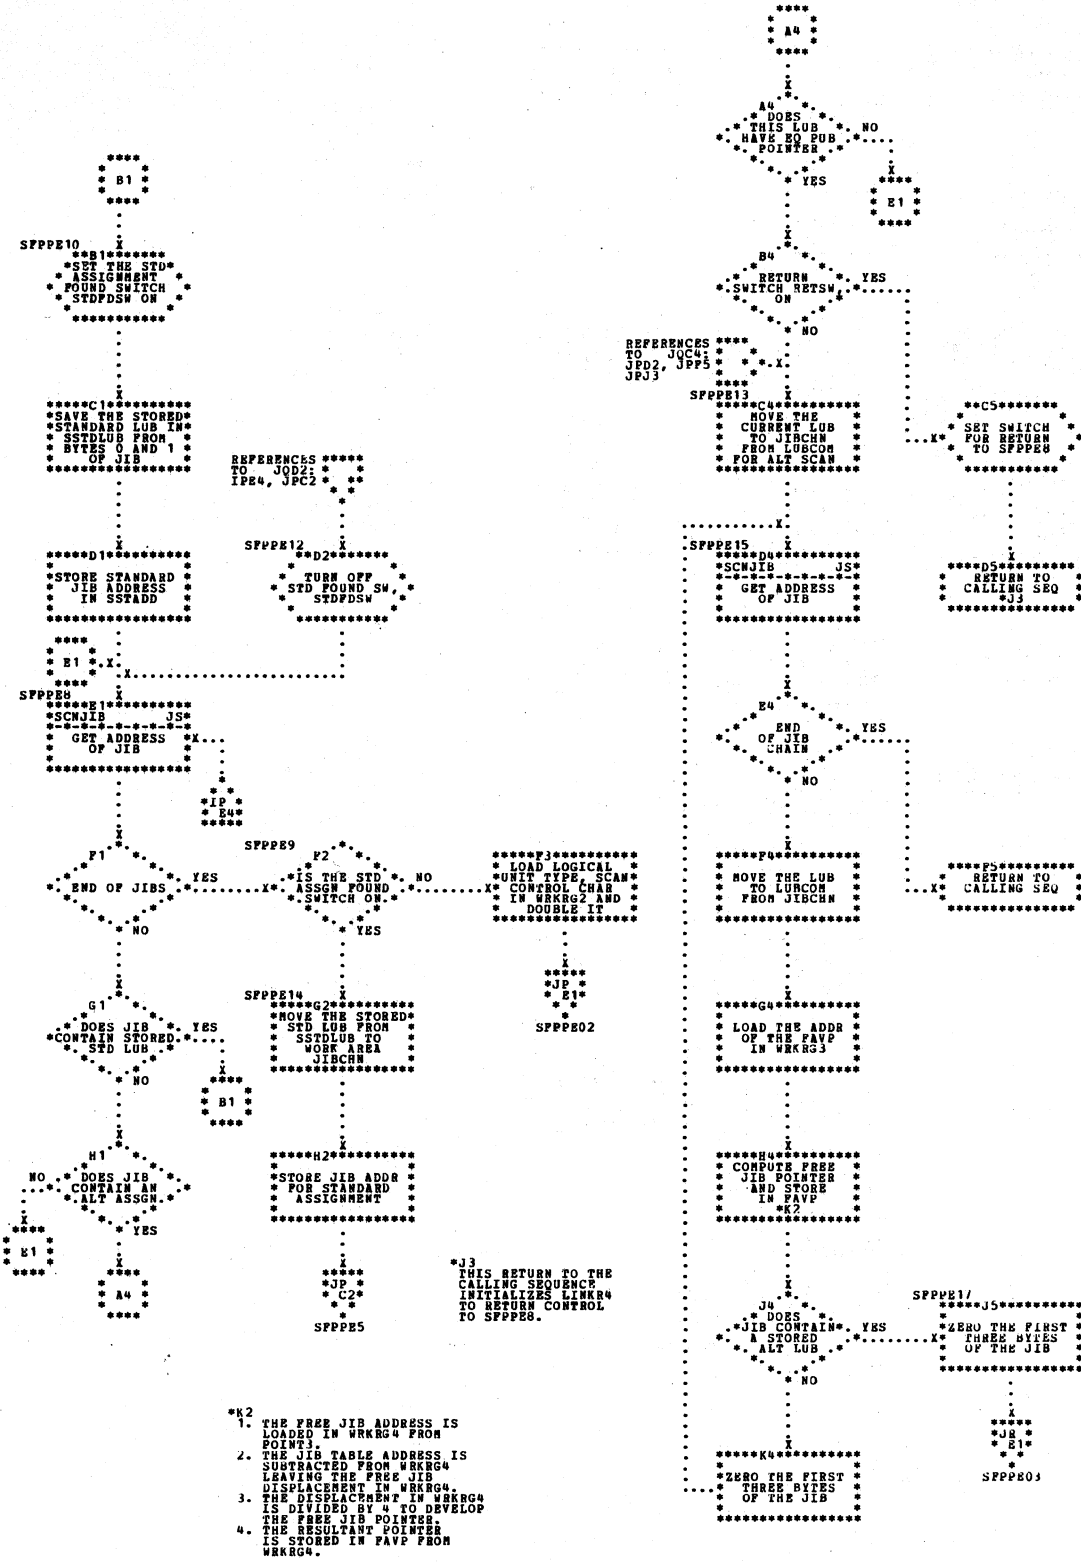 B1
SFPPE10
B1
SET THE STD
ASSIGNMENT
FOUND SWITCH
STDFDSW ON
C1
SAVE THE STORED
STANDARD LUB IN
SSTDLUB FROM
BYTES 0 AND 1
OF JIB
D1
STORE STANDARD
JIB ADDRESS
IN SSTADD
REFERENCES
TO JQD2:
IPE4, JPC2
SFPPE12
D2
TURN OFF
STD FOUND SW,
STDFDSW
E1
SFPPE8
E1
*SCNJIB JS*
GET ADDRESS
OF JIB
*IP *
E4*
F1
END OF JIBS
YES
NO
SFPPE9
F2
IS THE STD
ASSGN FOUND
SWITCH ON
NO
YES
F3
LOAD LOGICAL
UNIT TYPE, SCAN
CONTROL CHAR
IN WRKRG2 AND
DOUBLE IT
*JP *
* E1*
SFPPE02
G1
DOES JIB
CONTAIN STORED
STD LUB
YES
NO
B1
SFPPE14
G2
MOVE THE STORED
STD LUB FROM
SSTDLUB TO
WORK AREA
JIBCHN
H1
DOES JIB
CONTAIN AN
ALT ASSGN
NO
YES
E1
A4
H2
STORE JIB ADDR
FOR STANDARD
ASSIGNMENT
*JP *
* C2*
SFPPE5
*J3
THIS RETURN TO THE
CALLING SEQUENCE
INITIALIZES LINKR4
TO RETURN CONTROL
TO SFPPE8.
*K2
1. THE FREE JIB ADDRESS IS
LOADED IN WRKRG4 FROM
POINT3.
2. THE JIB TABLE ADDRESS IS
SUBTRACTED FROM WRKRG4
LEAVING THE FREE JIB
DISPLACEMENT IN WRKRG4.
3. THE DISPLACEMENT IN WRKRG4
IS DIVIDED BY 4 TO DEVELOP
THE FREE JIB POINTER.
4. THE RESULTANT POINTER
IS STORED IN FAVP FROM
WRKRG4.
A4
A4
DOES
THIS LUB
HAVE EQ PUB
POINTER
NO
YES
E1
B4
RETURN
SWITCH RETSW
ON
YES
NO
REFERENCES
TO JQC4:
JPD2, JPF5
JPJ3
SFPPE13
C4
MOVE THE
CURRENT LUB
TO JIBCHN
FROM LUBCOM
FOR ALT SCAN
C5
SET SWITCH
FOR RETURN
TO SFPPE8
SFPPE15
D4
*SCNJIB JS*
GET ADDRESS
OF JIB
D5
RETURN TO
CALLING SEQ
*J3
E4
END
OF JIB
CHAIN
YES
NO
F4
MOVE THE LUB
TO LUBCOM
FROM JIBCHN
F5
RETURN TO
CALLING SEQ
G4
LOAD THE ADDR
OF THE FAVP
IN WRKRG3
H4
COMPUTE FREE
JIB POINTER
AND STORE
IN FAVP
*K2
J4
DOES
JIB CONTAIN
A STORED
ALT LUB
YES
NO
SFPPE17
J5
ZERO THE FIRST
THREE BYTES
OF THE JIB
*JR *
* E1*
SFPPE03
K4
ZERO THE FIRST
THREE BYTES
OF THE JIB